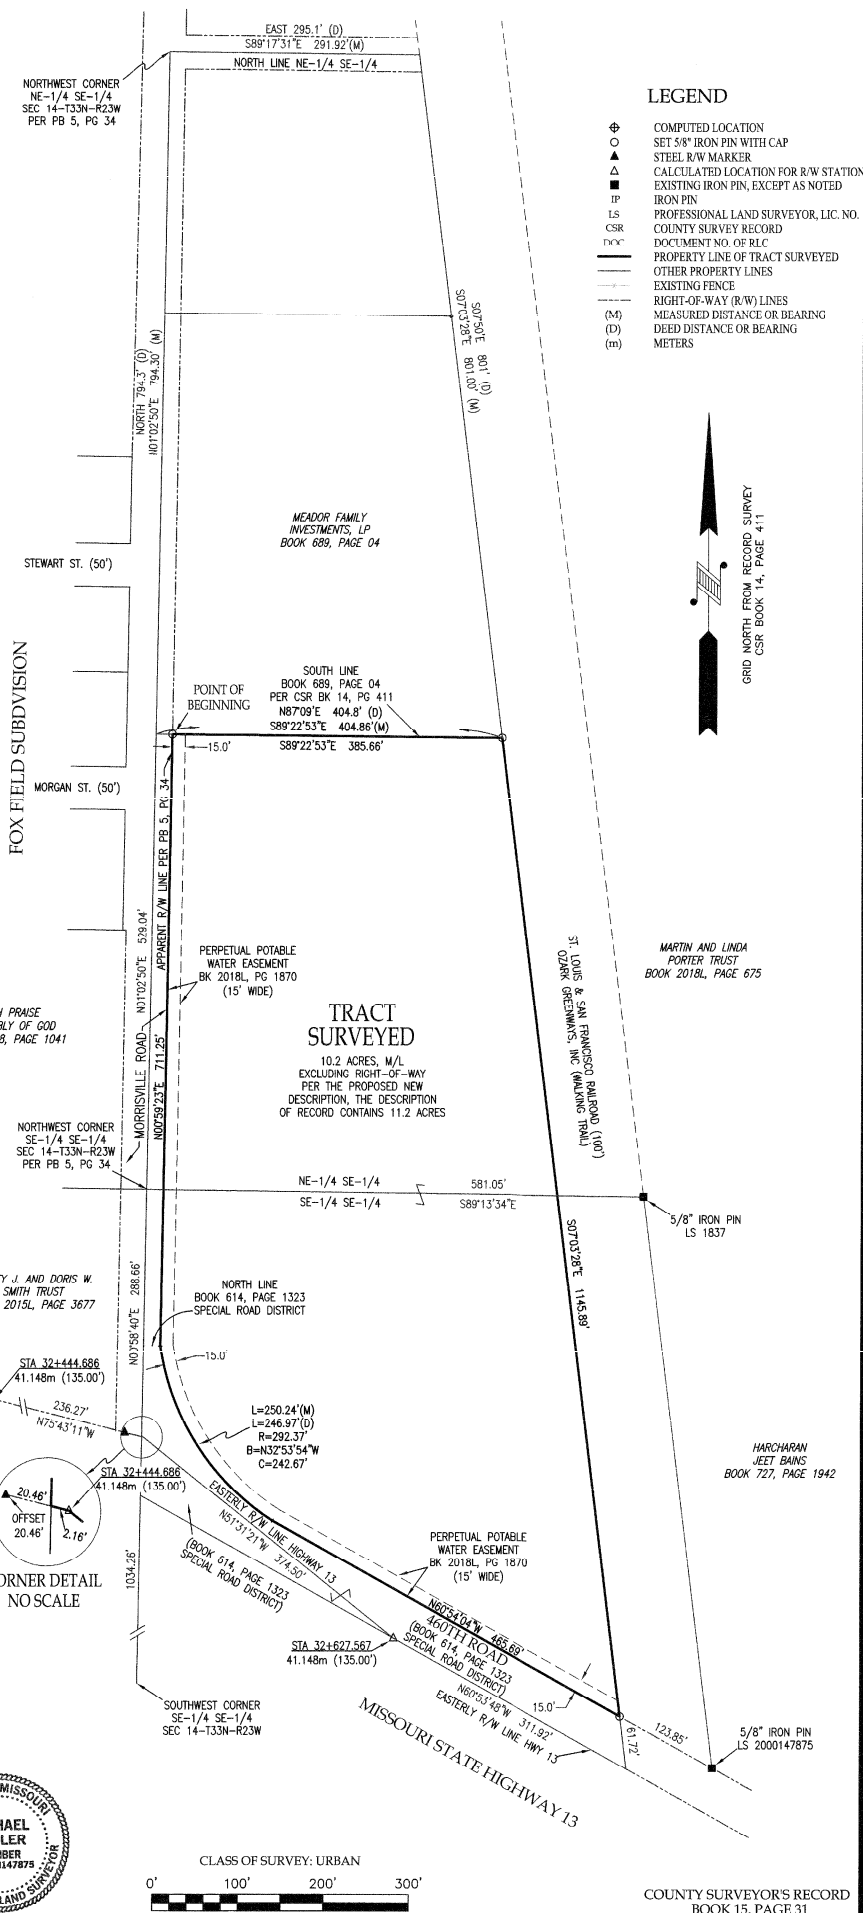 EAST 295.1' (D)
S89°17'31"E 291.92'(M)
NORTH LINE NE-1/4 SE-1/4
NORTHWEST CORNER
NE-1/4 SE-1/4
SEC 14-T33N-R23W
PER PB 5, PG 34
LEGEND
COMPUTED LOCATION
SET 5/8" IRON PIN WITH CAP
STEEL R/W MARKER
CALCULATED LOCATION FOR R/W STATION
EXISTING IRON PIN, EXCEPT AS NOTED
IP IRON PIN
LS PROFESSIONAL LAND SURVEYOR, LIC. NO.
CSR COUNTY SURVEY RECORD
DOC DOCUMENT NO. OF RLC
PROPERTY LINE OF TRACT SURVEYED
OTHER PROPERTY LINES
EXISTING FENCE
RIGHT-OF-WAY (R/W) LINES
(M) MEASURED DISTANCE OR BEARING
(D) DEED DISTANCE OR BEARING
(m) METERS
NORTH 794.3' (D)
N01°02'50"E 794.30' (M)
S0750'E 801' (D)
S07°03'28"E 801.00' (M)
MEADOR FAMILY
INVESTMENTS, LP
BOOK 689, PAGE 04
GRID NORTH FROM RECORD SURVEY
CSR BOOK 14, PAGE 411
STEWART ST. (50')
FOX FIELD SUBDVISION
MORGAN ST. (50')
POINT OF
BEGINNING
SOUTH LINE
BOOK 689, PAGE 04
PER CSR BK 14, PG 411
N87°09'E 404.8' (D)
S89°22'53"E 404.86'(M)
S89°22'53"E 385.66'
15.0'
APPARENT R/W LINE PER PB 5, PG 34
N01°02'50"E 529.04'
MORRISVILLE ROAD
N00°59'23"E 711.25'
PERPETUAL POTABLE
WATER EASEMENT
BK 2018L, PG 1870
(15' WIDE)
TRACT
SURVEYED
10.2 ACRES, M/L
EXCLUDING RIGHT-OF-WAY
PER THE PROPOSED NEW
DESCRIPTION, THE DESCRIPTION
OF RECORD CONTAINS 11.2 ACRES
ST. LOUIS & SAN FRANCISCO RAILROAD (100')
OZARK GREENWAYS, INC (WALKING TRAIL)
MARTIN AND LINDA
PORTER TRUST
BOOK 2018L, PAGE 675
H PRAISE
BLY OF GOD
8, PAGE 1041
NORTHWEST CORNER
SE-1/4 SE-1/4
SEC 14-T33N-R23W
PER PB 5, PG 34
NE-1/4 SE-1/4
581.05'
SE-1/4 SE-1/4
S89°13'34"E
5/8" IRON PIN
LS 1837
S07°03'28"E 1145.89'
Y J. AND DORIS W.
SMITH TRUST
2015L, PAGE 3677
288.66'
NORTH LINE
BOOK 614, PAGE 1323
SPECIAL ROAD DISTRICT
15.0'
STA 32+444.686
41.148m (135.00')
236.27'
N75°43'11"W
L=250.24'(M)
L=246.97'(D)
R=292.37'
B=N32°53'54"W
C=242.67'
HARCHARAN
JEET BAINS
BOOK 727, PAGE 1942
STA 32+444.686
41.148m (135.00')
20.46'
OFFSET
20.46'
2.16'
ORNER DETAIL
NO SCALE
1034.26'
EASTERLY R/W LINE HIGHWAY 13
N51°31'21"W 374.50'
(BOOK 614, PAGE 1323
SPECIAL ROAD DISTRICT)
PERPETUAL POTABLE
WATER EASEMENT
BK 2018L, PG 1870
(15' WIDE)
N60°54'04"W 465.69'
460TH ROAD
(BOOK 614, PAGE 1323
SPECIAL ROAD DISTRICT)
STA 32+627.567
41.148m (135.00')
N60°53'48"W 311.92'
EASTERLY R/W LINE HWY 13
15.0'
61.72'
123.85'
5/8" IRON PIN
LS 2000147875
SOUTHWEST CORNER
SE-1/4 SE-1/4
SEC 14-T33N-R23W
MISSOURI STATE HIGHWAY 13
MISSOURI
HAEL
LER
BER
147875
LAND SURVEYOR
CLASS OF SURVEY: URBAN
0' 100' 200' 300'
COUNTY SURVEYOR'S RECORD
BOOK 15, PAGE 31